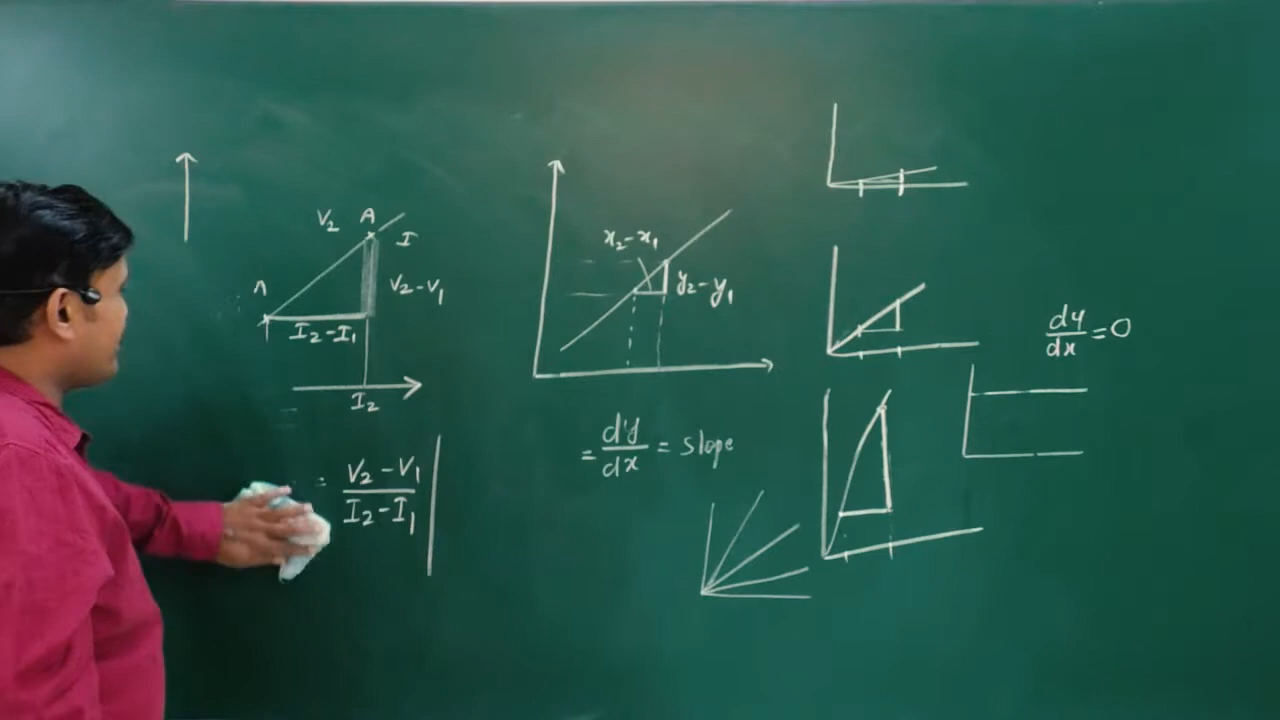 V₂ A
I
A
V₂-V₁
I₂-I₁
I₂
= V₂-V₁
I₂-I₁
x₂-x₁
y₂-y₁
= dy/dx = slope
dy/dx = 0